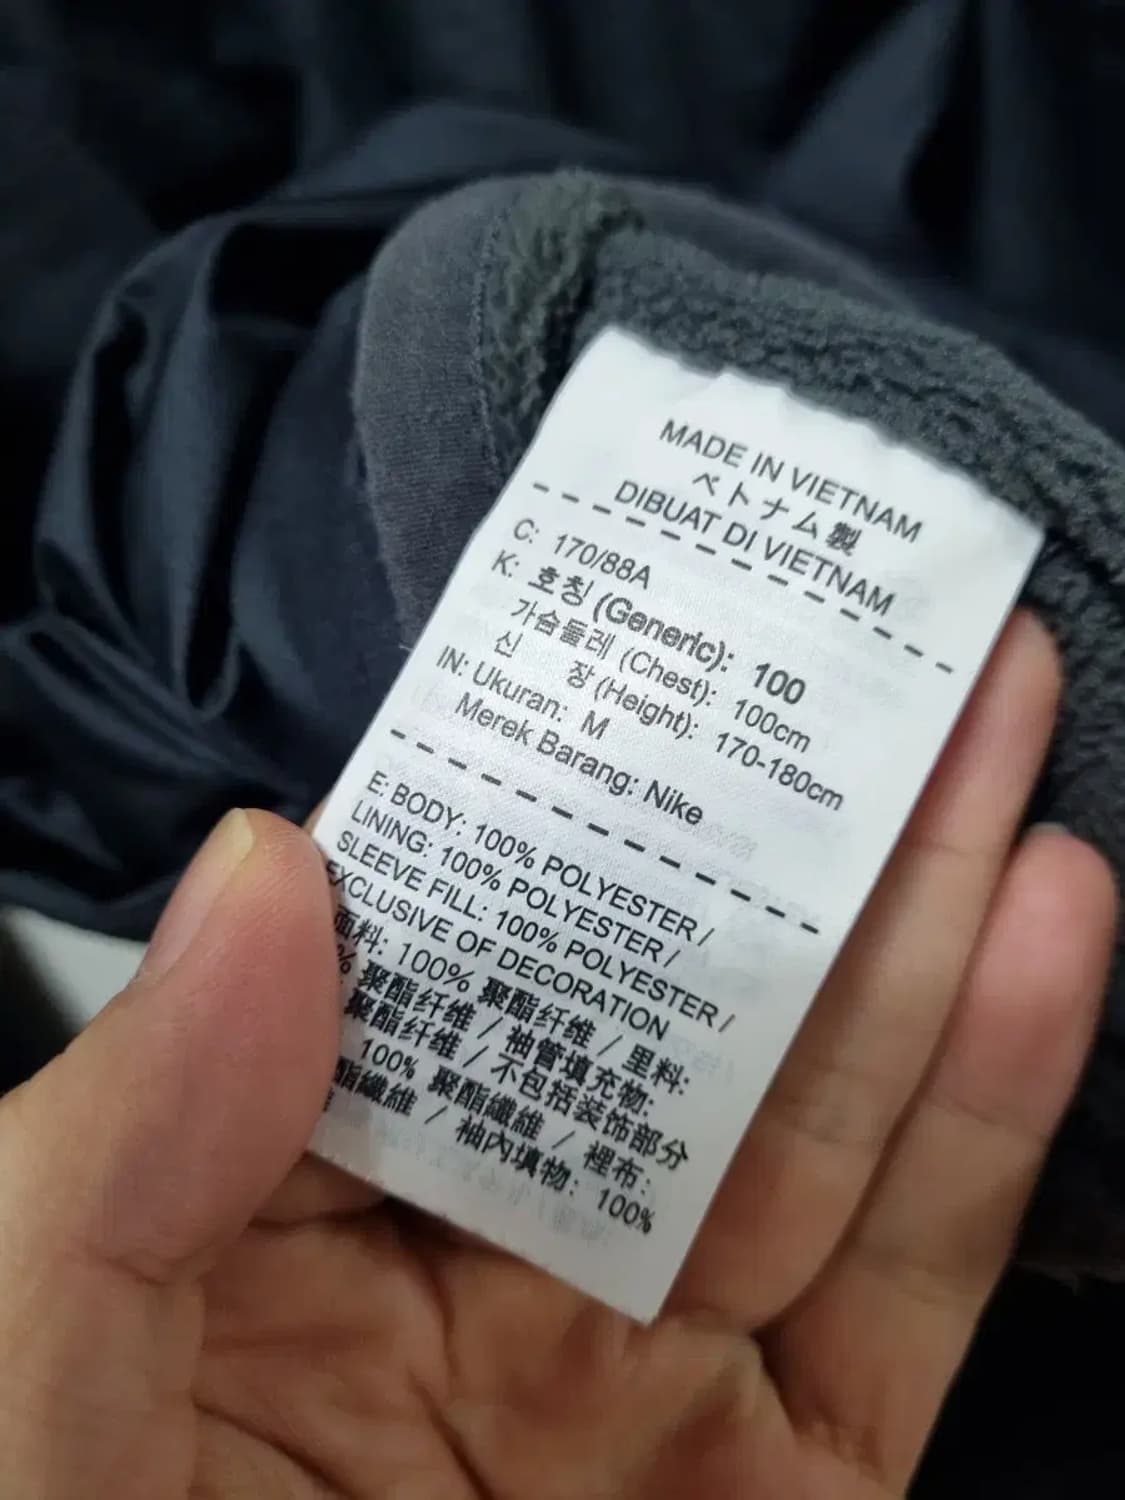 MADE IN VIETNAM
ベトナム製
DIBUAT DI VIETNAM
C: 170/88A
K: 호칭 (Generic): 100
가슴둘레 (Chest): 100cm
신 장 (Height): 170-180cm
IN: Ukuran: M
Merek Barang: Nike
E: BODY: 100% POLYESTER /
LINING: 100% POLYESTER /
SLEEVE FILL: 100% POLYESTER /
EXCLUSIVE OF DECORATION
面料: 100% 聚酯纤维 / 里料:
% 聚酯纤维 / 袖管填充物:
聚酯纤维 / 不包括装饰部分
100% 聚酯纖維 / 裡布:
酯纖維 / 袖內填物: 100%